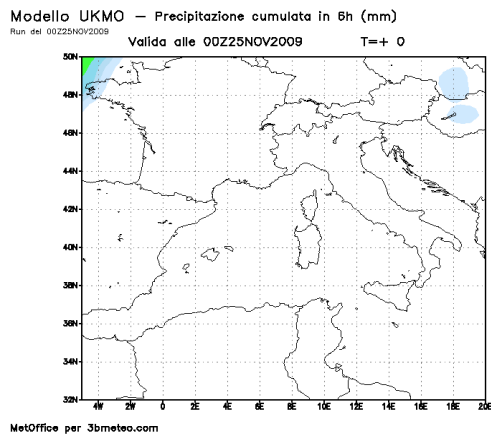 Modello UKMO – Precipitazione cumulata in 6h (mm)
Run del 00Z25NOV2009
Valida alle 00Z25NOV2009 T=+ 0
50N
48N
46N
44N
42N
40N
38N
36N
34N
32N
4W 2W 0 2E 4E 6E 8E 10E 12E 14E 16E 18E 20E
MetOffice per 3bmeteo.com